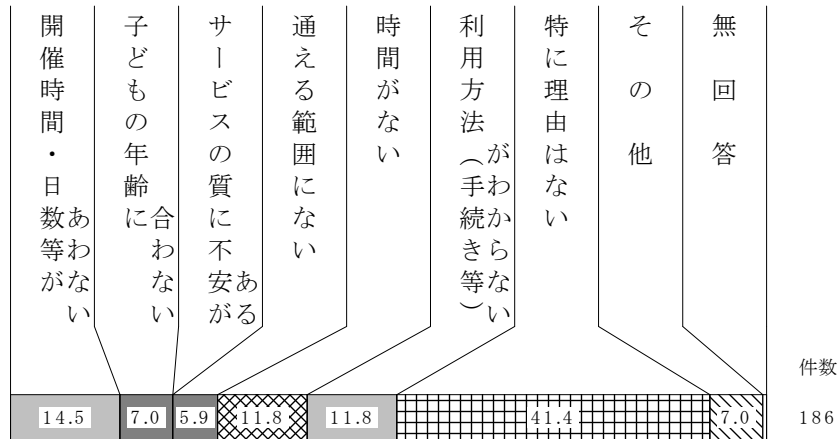 開催時間・日数等が
あわない
子どもの年齢に
合わない
サービスの質に不安が
ある
通える範囲にない
時間がない
利用方法（手続き等）
がわからない
特に理由はない
その他
無回答
件数
14.5 7.0 5.9 11.8 11.8 41.4 7.0 186